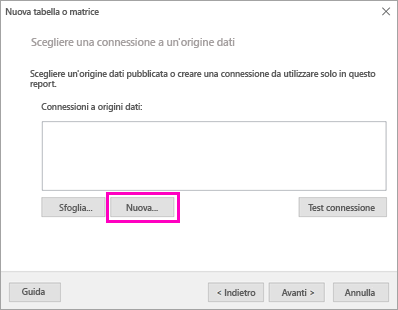 Nuova tabella o matrice
Scegliere una connessione a un'origine dati
Scegliere un'origine dati pubblicata o creare una connessione da utilizzare solo in questo
report.
Connessioni a origini dati:
Sfoglia... Nuova... Test connessione
Guida < Indietro Avanti > Annulla